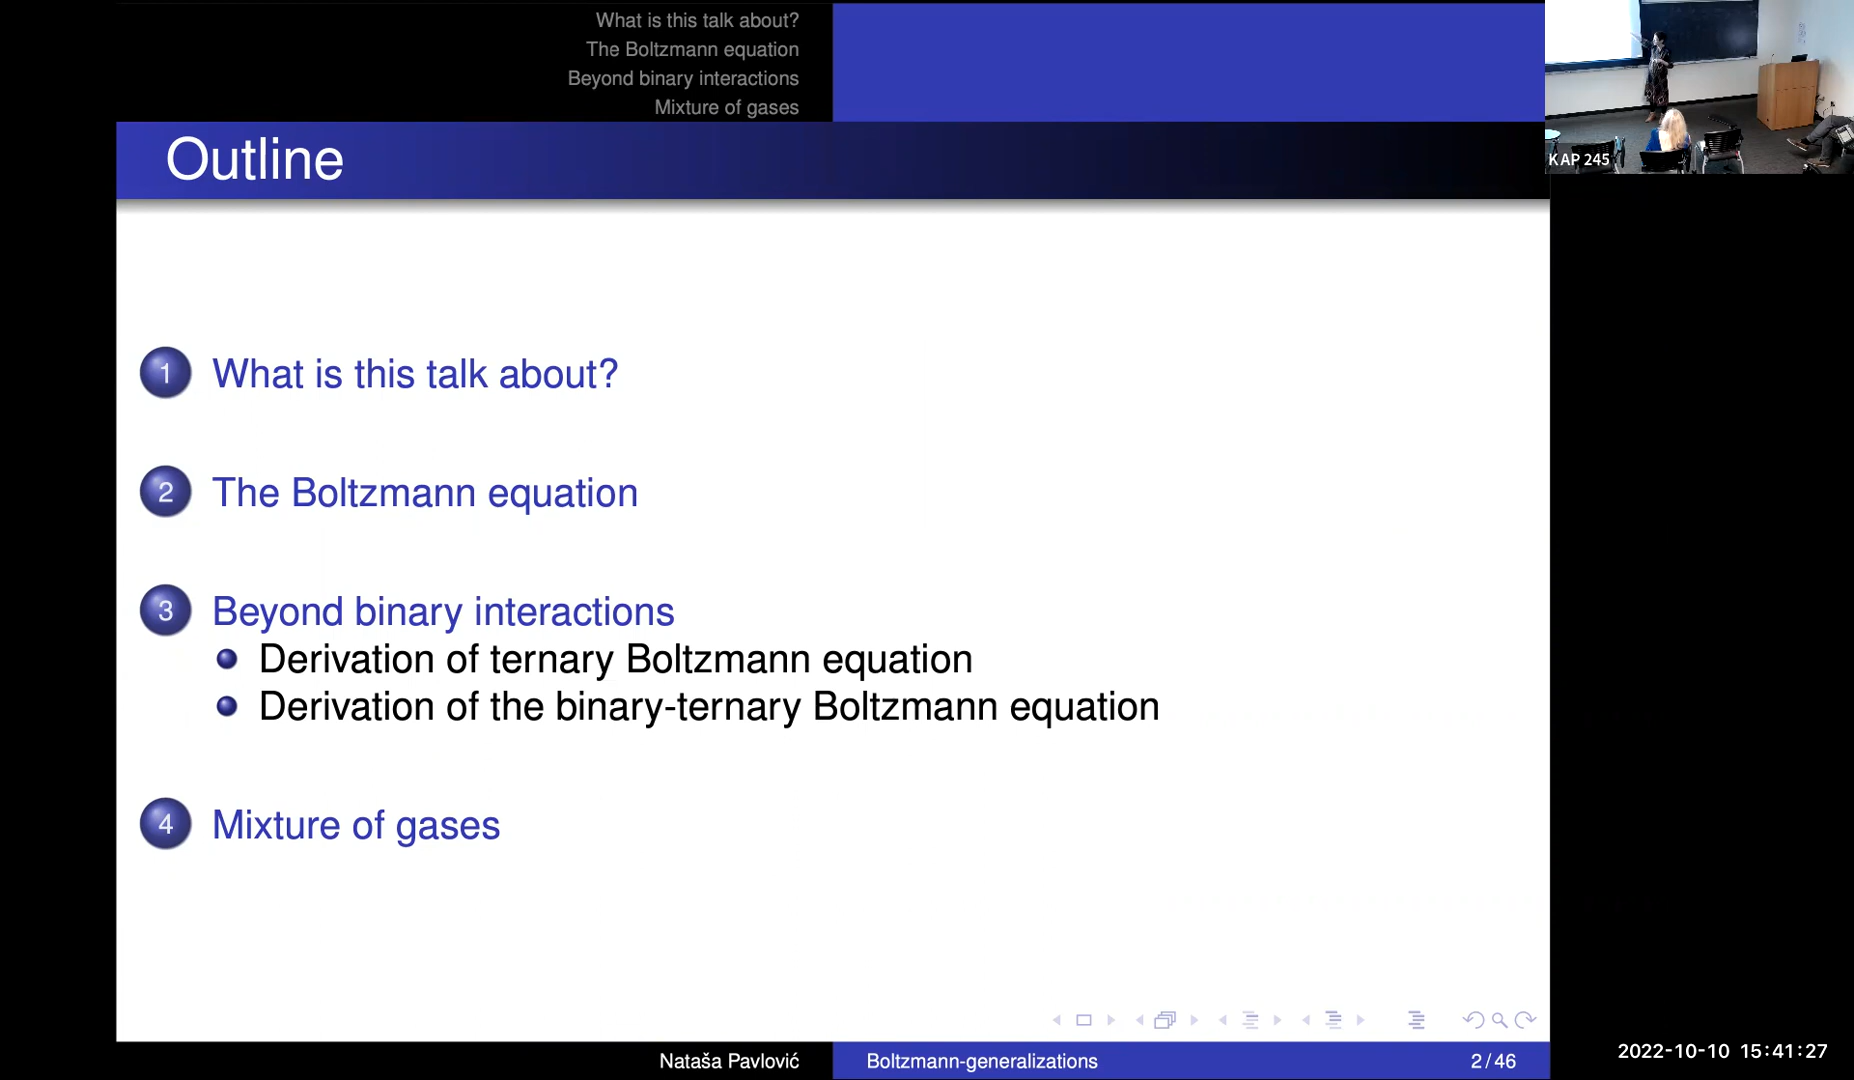 What is this talk about?
The Boltzmann equation
Beyond binary interactions
Mixture of gases
Outline
1 What is this talk about?
2 The Boltzmann equation
3 Beyond binary interactions
Derivation of ternary Boltzmann equation
Derivation of the binary-ternary Boltzmann equation
4 Mixture of gases
Nataša Pavlović Boltzmann-generalizations 2/46
KAP 245
2022-10-10 15:41:27